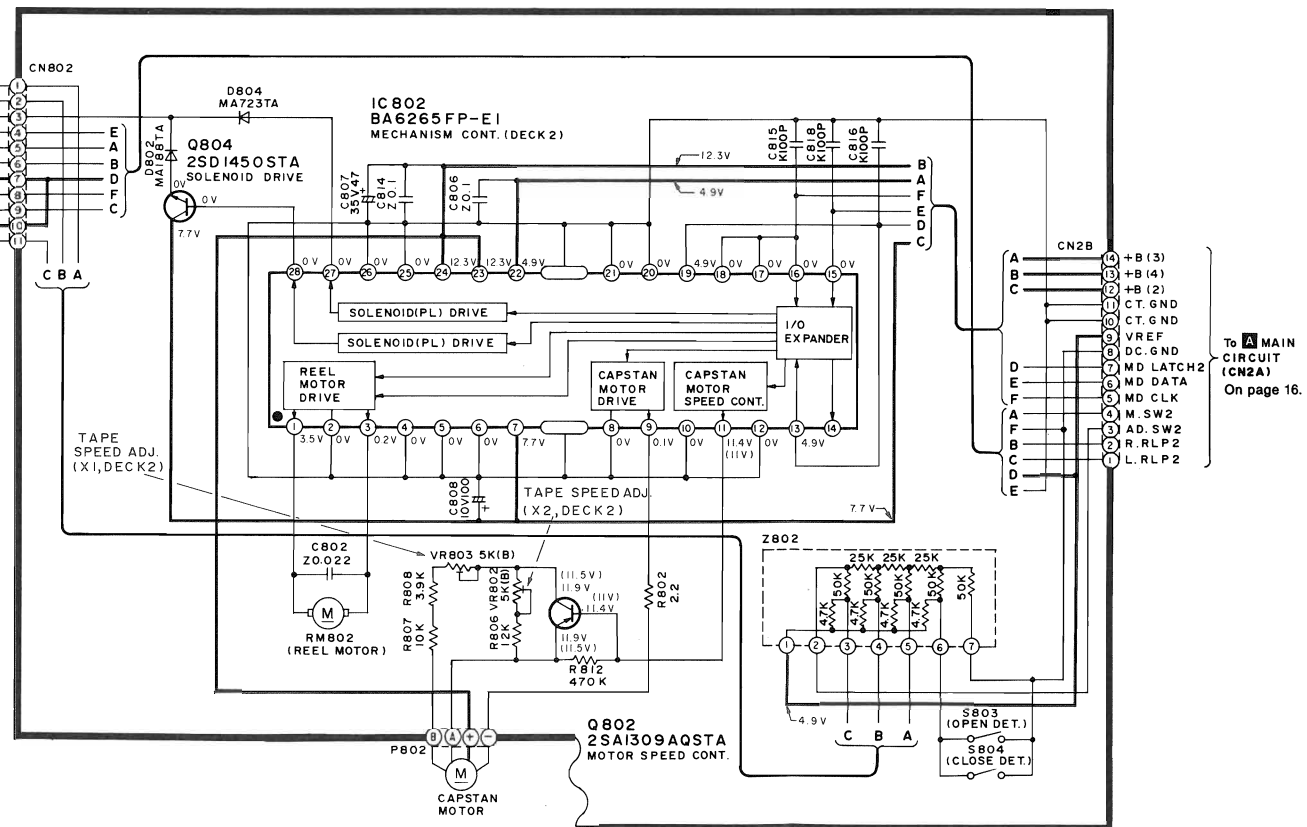 CN802
1
2
3
4
5
6
7
8
9
10
11
E
A
B
D
F
C
C B A
D804
MA723TA
D802
MA188TA
Q804
2SD1450STA
SOLENOID DRIVE
0V
0V
7.7V
IC802
BA6265FP-E1
MECHANISM CONT. (DECK2)
C807
35V47
C814
Z0.1
C806
Z0.1
C815
K100P
C818
K100P
C816
K100P
12.3V
4.9V
B
A
F
E
D
C
28 0V
27 0V
26 0V
25 0V
24 12.3V
23 12.3V
22 4.9V
21 0V
20 0V
19 4.9V
18 0V
17 0V
16 0V
15 0V
SOLENOID(PL) DRIVE
SOLENOID(PL) DRIVE
I/O
EXPANDER
REEL
MOTOR
DRIVE
CAPSTAN
MOTOR
DRIVE
CAPSTAN
MOTOR
SPEED CONT.
1 3.5V
2 0V
3 0.2V
4 0V
5 0V
6 0V
7 7.7V
8 0V
9 0.1V
10 0V
11 11.4V
(11V)
12 0V
13 4.9V
14
CN2B
A
B
C
D
E
F
A
F
B
C
D
E
14 +B(3)
13 +B(4)
12 +B(2)
11 CT.GND
10 CT.GND
9 VREF
8 DC.GND
7 MD LATCH2
6 MD DATA
5 MD CLK
4 M.SW2
3 AD.SW2
2 R.RLP2
1 L.RLP2
To A MAIN
CIRCUIT
(CN2A)
On page 16.
TAPE
SPEED ADJ.
(X1,DECK2)
C808
10V100
TAPE SPEED ADJ.
(X2,DECK2)
7.7V
C802
Z0.022
M
RM802
(REEL MOTOR)
VR803 5K(B)
R808
3.9K
R807
10K
VR802
5K(B)
R806
12K
(11.5V)
11.9V
(11V)
11.4V
11.9V
(11.5V)
R812
470K
R802
2.2
Z802
25K 25K 25K
50K
50K
50K
50K
50K
4.7K
4.7K
4.7K
4.7K
1 2 3 4 5 6 7
4.9V
C B A
S803
(OPEN DET.)
S804
(CLOSE DET.)
P802
B A + -
M
CAPSTAN
MOTOR
Q802
2SA1309AQSTA
MOTOR SPEED CONT.